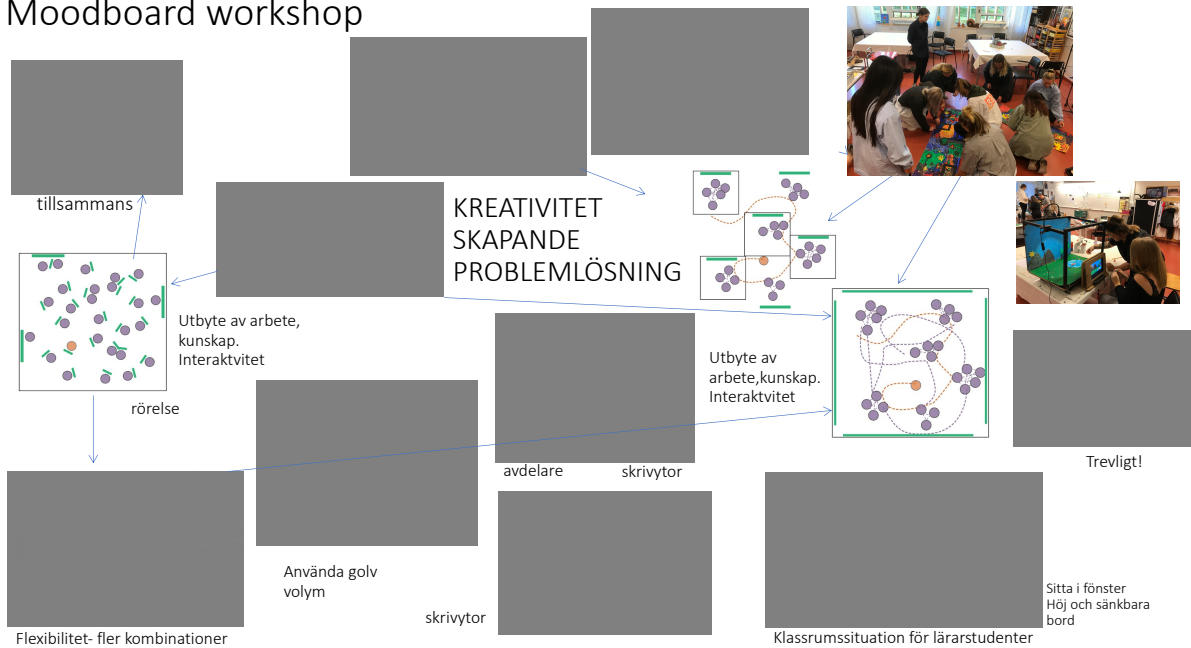 Moodboard workshop
tillsammans
KREATIVITET
SKAPANDE
PROBLEMLÖSNING
Utbyte av arbete,
kunskap.
Interaktvitet
rörelse
Utbyte av
arbete,kunskap.
Interaktvitet
Trevligt!
avdelare
skrivytor
Använda golv
volym
skrivytor
Sitta i fönster
Höj och sänkbara
bord
Flexibilitet- fler kombinationer
Klassrumssituation för lärarstudenter